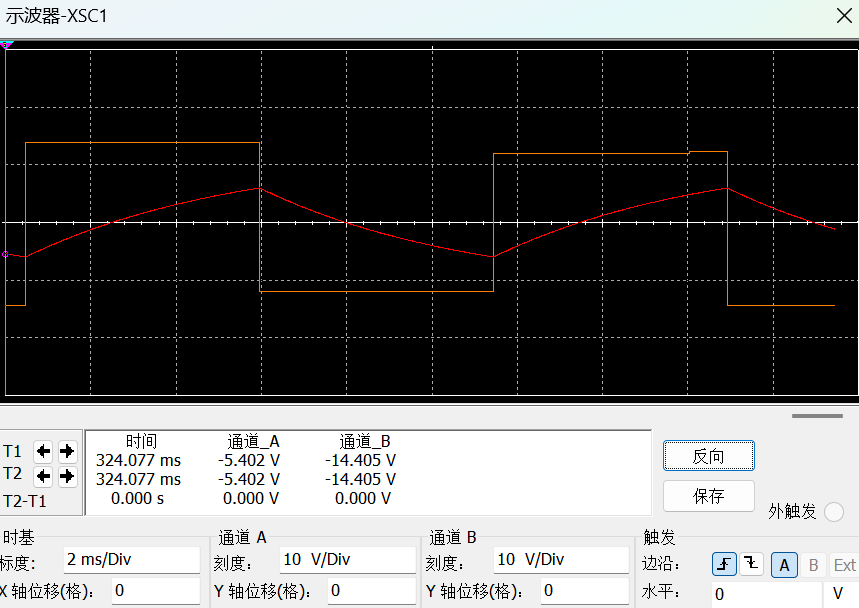 示波器-XSC1
时间 通道_A 通道_B
T1 324.077 ms -5.402 V -14.405 V
T2 324.077 ms -5.402 V -14.405 V
T2-T1 0.000 s 0.000 V 0.000 V
反向
保存
外触发
时基 通道 A 通道 B 触发
标度: 2 ms/Div 刻度: 10 V/Div 刻度: 10 V/Div 边沿: A B Ext
X 轴位移(格): 0 Y 轴位移(格): 0 Y 轴位移(格): 0 水平: 0 V